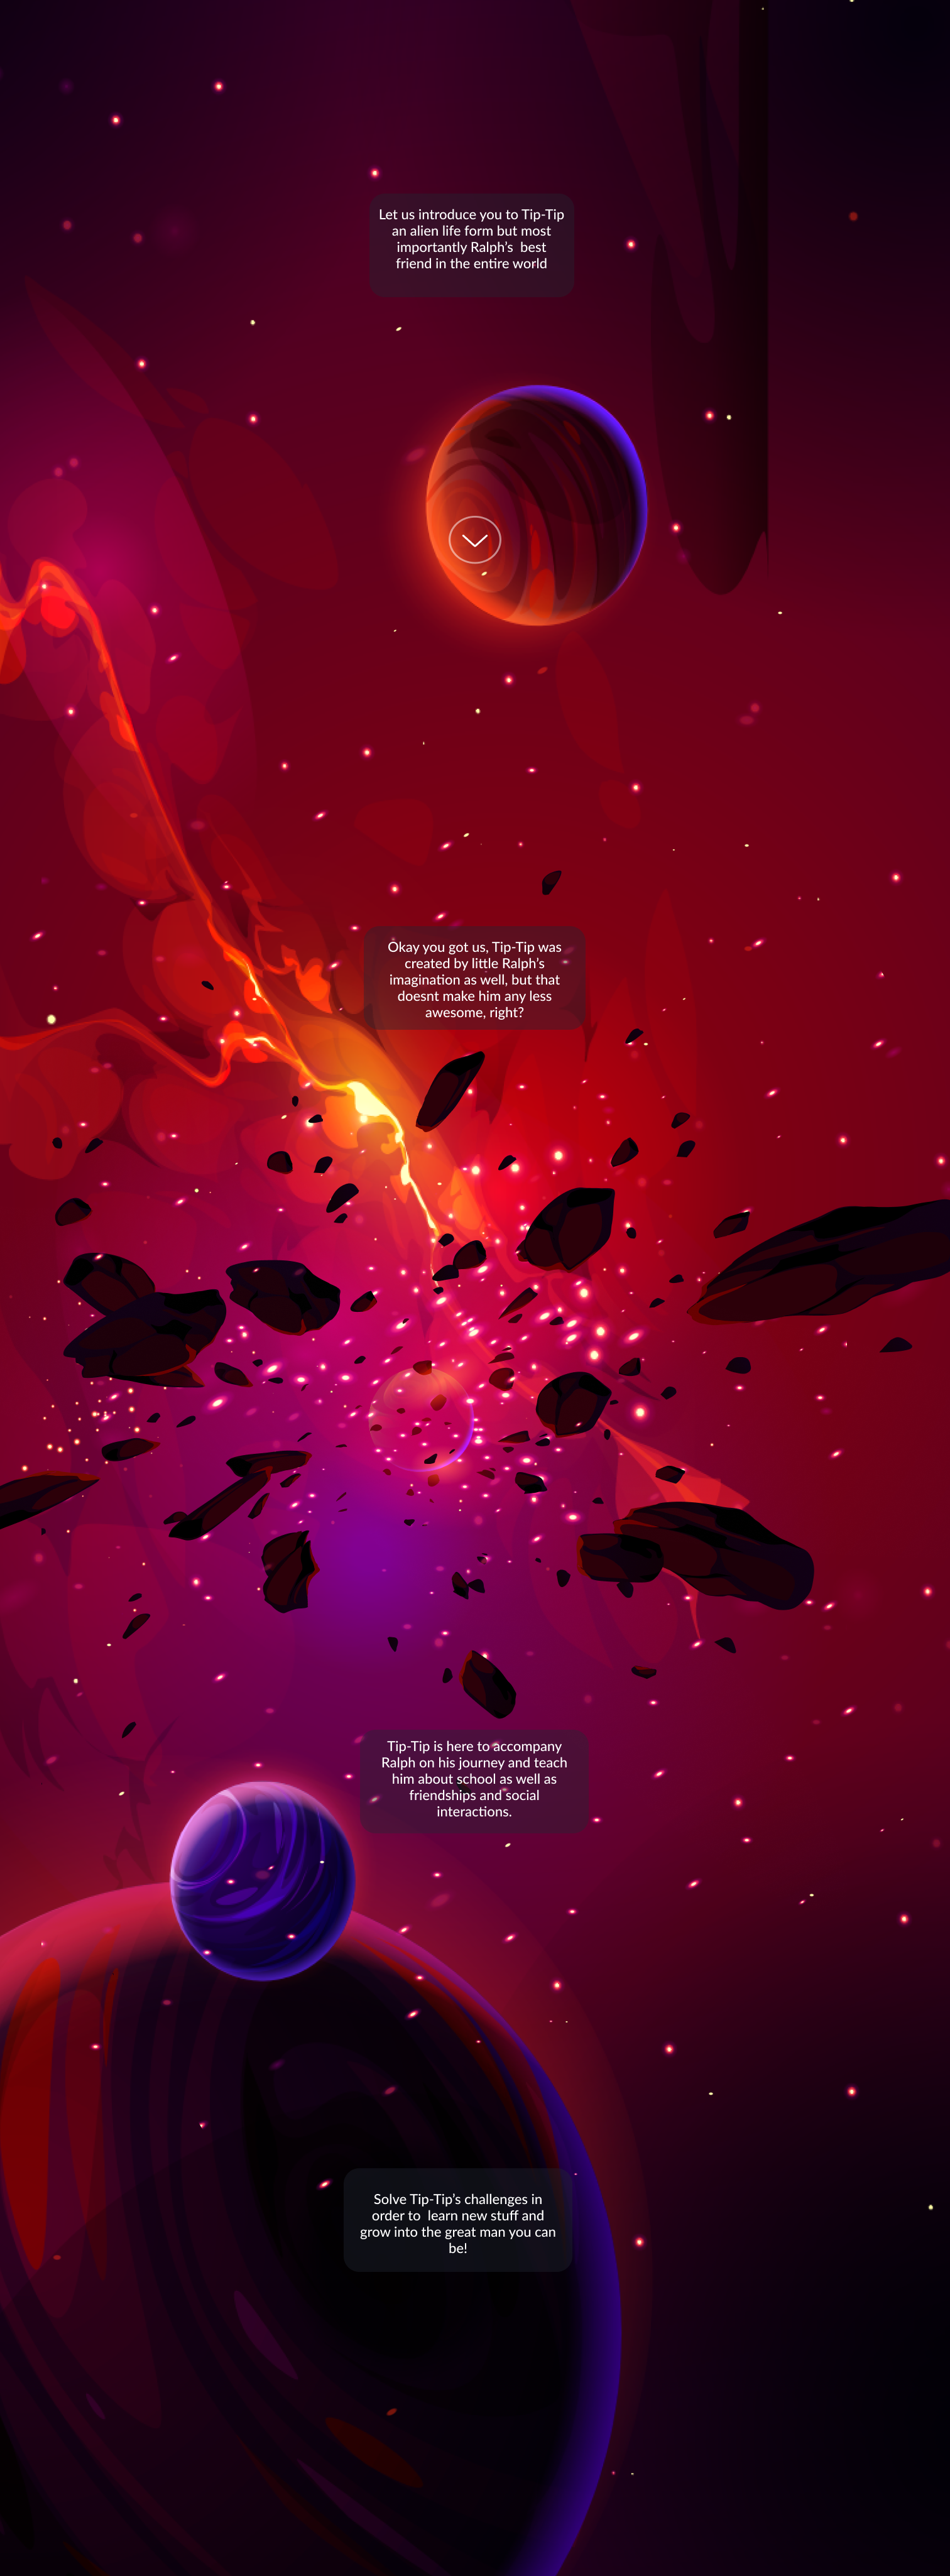 Let us introduce you to Tip-Tip
an alien life form but most
importantly Ralph's  best
friend in the entire world
Okay you got us, Tip-Tip was
created by little Ralph's
imagination as well, but that
doesnt make him any less
awesome, right?
Tip-Tip is here to accompany
Ralph on his journey and teach
him about school as well as
friendships and social
interactions.
Solve Tip-Tip's challenges in
order to  learn new stuff and
grow into the great man you can
be!